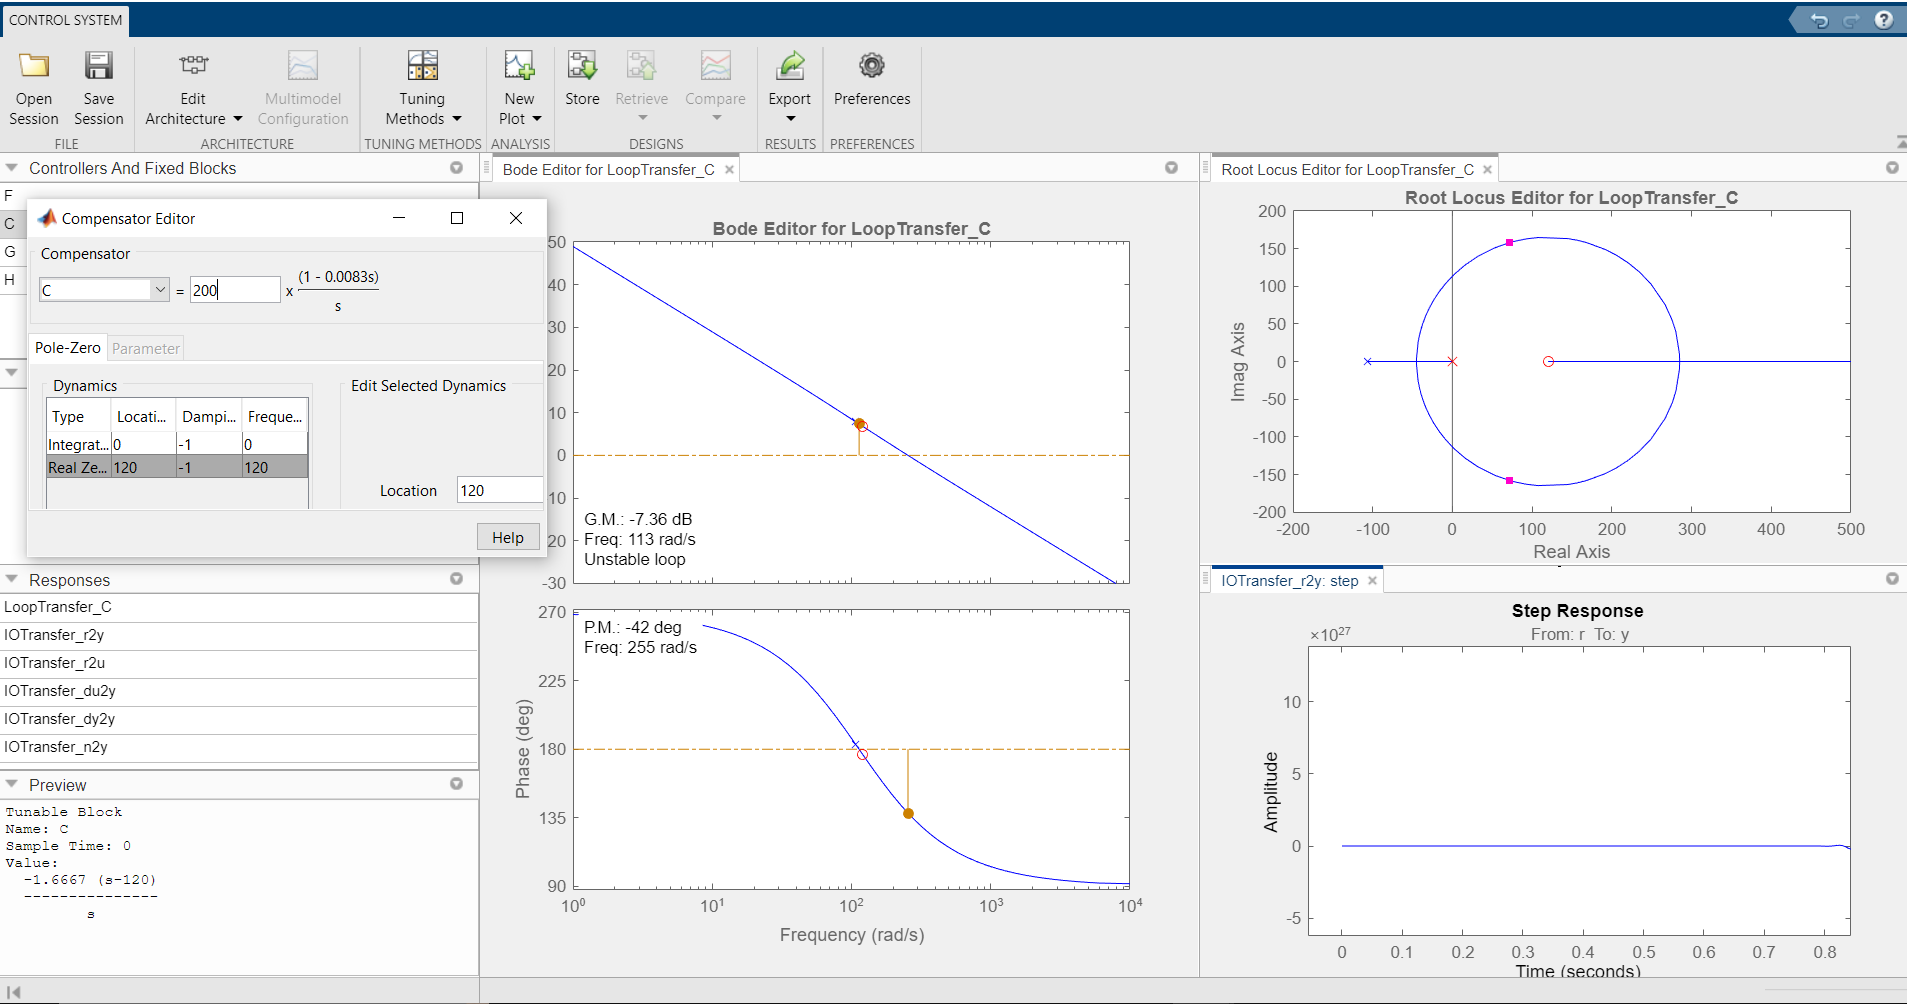 CONTROL SYSTEM
Open Session
Save Session
Edit Architecture
Multimodel Configuration
Tuning Methods
New Plot
Store
Retrieve
Compare
Export
Preferences
FILE
ARCHITECTURE
TUNING METHODS
ANALYSIS
DESIGNS
RESULTS
PREFERENCES
Controllers And Fixed Blocks
F
C
G
H
Compensator Editor
Compensator
C
= 200 x (1 - 0.0083s)
s
Pole-Zero
Parameter
Dynamics
Type Locati... Dampi... Freque...
Integrat... 0 -1 0
Real Ze... 120 -1 120
Edit Selected Dynamics
Location 120
Help
Responses
LoopTransfer_C
IOTransfer_r2y
IOTransfer_r2u
IOTransfer_du2y
IOTransfer_dy2y
IOTransfer_n2y
Preview
Tunable Block
Name: C
Sample Time: 0
Value:
-1.6667 (s-120)
---------------
s
Bode Editor for LoopTransfer_C
Bode Editor for LoopTransfer_C
50
40
30
20
10
0
10
20
-30
G.M.: -7.36 dB
Freq: 113 rad/s
Unstable loop
270
225
180
135
90
Phase (deg)
P.M.: -42 deg
Freq: 255 rad/s
10^0 10^1 10^2 10^3 10^4
Frequency (rad/s)
Root Locus Editor for LoopTransfer_C
Root Locus Editor for LoopTransfer_C
200
150
100
50
0
-50
-100
-150
-200
Imag Axis
-200 -100 0 100 200 300 400 500
Real Axis
IOTransfer_r2y: step
Step Response
From: r To: y
×10^27
10
5
0
-5
Amplitude
0 0.1 0.2 0.3 0.4 0.5 0.6 0.7 0.8
Time (seconds)